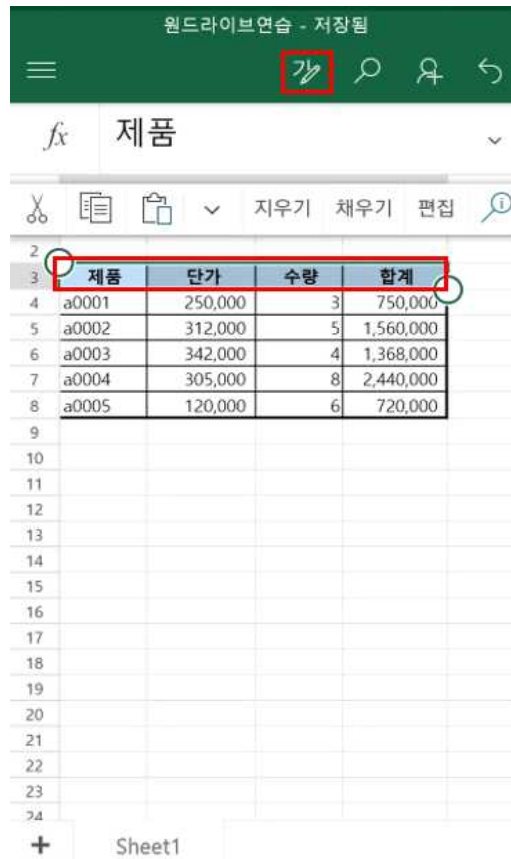 원드라이브연습 - 저장됨
가
fx 제품
지우기 채우기 편집
2
3 제품 단가 수량 합계
4 a0001 250,000 3 750,000
5 a0002 312,000 5 1,560,000
6 a0003 342,000 4 1,368,000
7 a0004 305,000 8 2,440,000
8 a0005 120,000 6 720,000
9
10
11
12
13
14
15
16
17
18
19
20
21
22
23
24
+ Sheet1